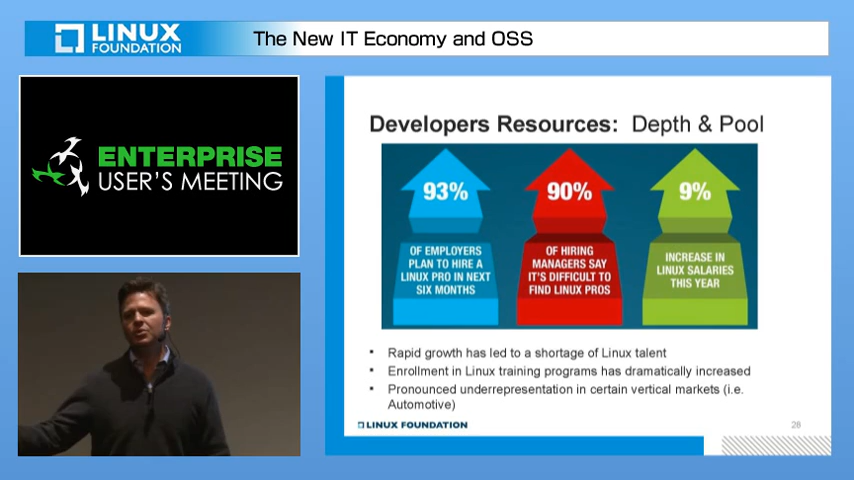 LINUX
FOUNDATION
The New IT Economy and OSS
ENTERPRISE
USER'S MEETING
Developers Resources: Depth & Pool
93%
OF EMPLOYERS
PLAN TO HIRE A
LINUX PRO IN NEXT
SIX MONTHS
90%
OF HIRING
MANAGERS SAY
IT'S DIFFICULT TO
FIND LINUX PROS
9%
INCREASE IN
LINUX SALARIES
THIS YEAR
• Rapid growth has led to a shortage of Linux talent
• Enrollment in Linux training programs has dramatically increased
• Pronounced underrepresentation in certain vertical markets (i.e.
Automotive)
LINUX FOUNDATION
28